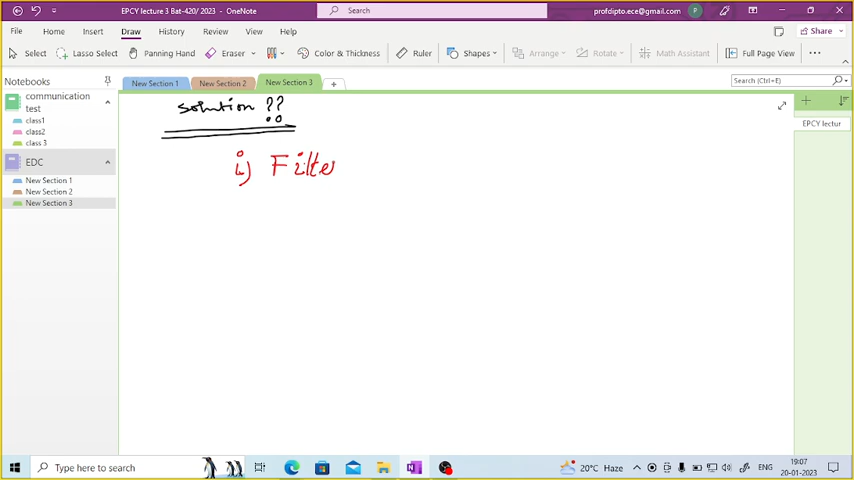 EPCY lecture 3 Bat-420/ 2023 - OneNote
Search
profdipto.ece@gmail.com
P
File
Home
Insert
Draw
History
Review
View
Help
Share
Select
Lasso Select
Panning Hand
Eraser
Color & Thickness
Ruler
Shapes
Arrange
Rotate
Math Assistant
Full Page View
Notebooks
New Section 1
New Section 2
New Section 3
+
Search (Ctrl+E)
communication
test
class1
class2
class 3
EDC
New Section 1
New Section 2
New Section 3
EPCY lectur
solution ??
i) Filter
Type here to search
20°C Haze
ENG
19:07
20-01-2023